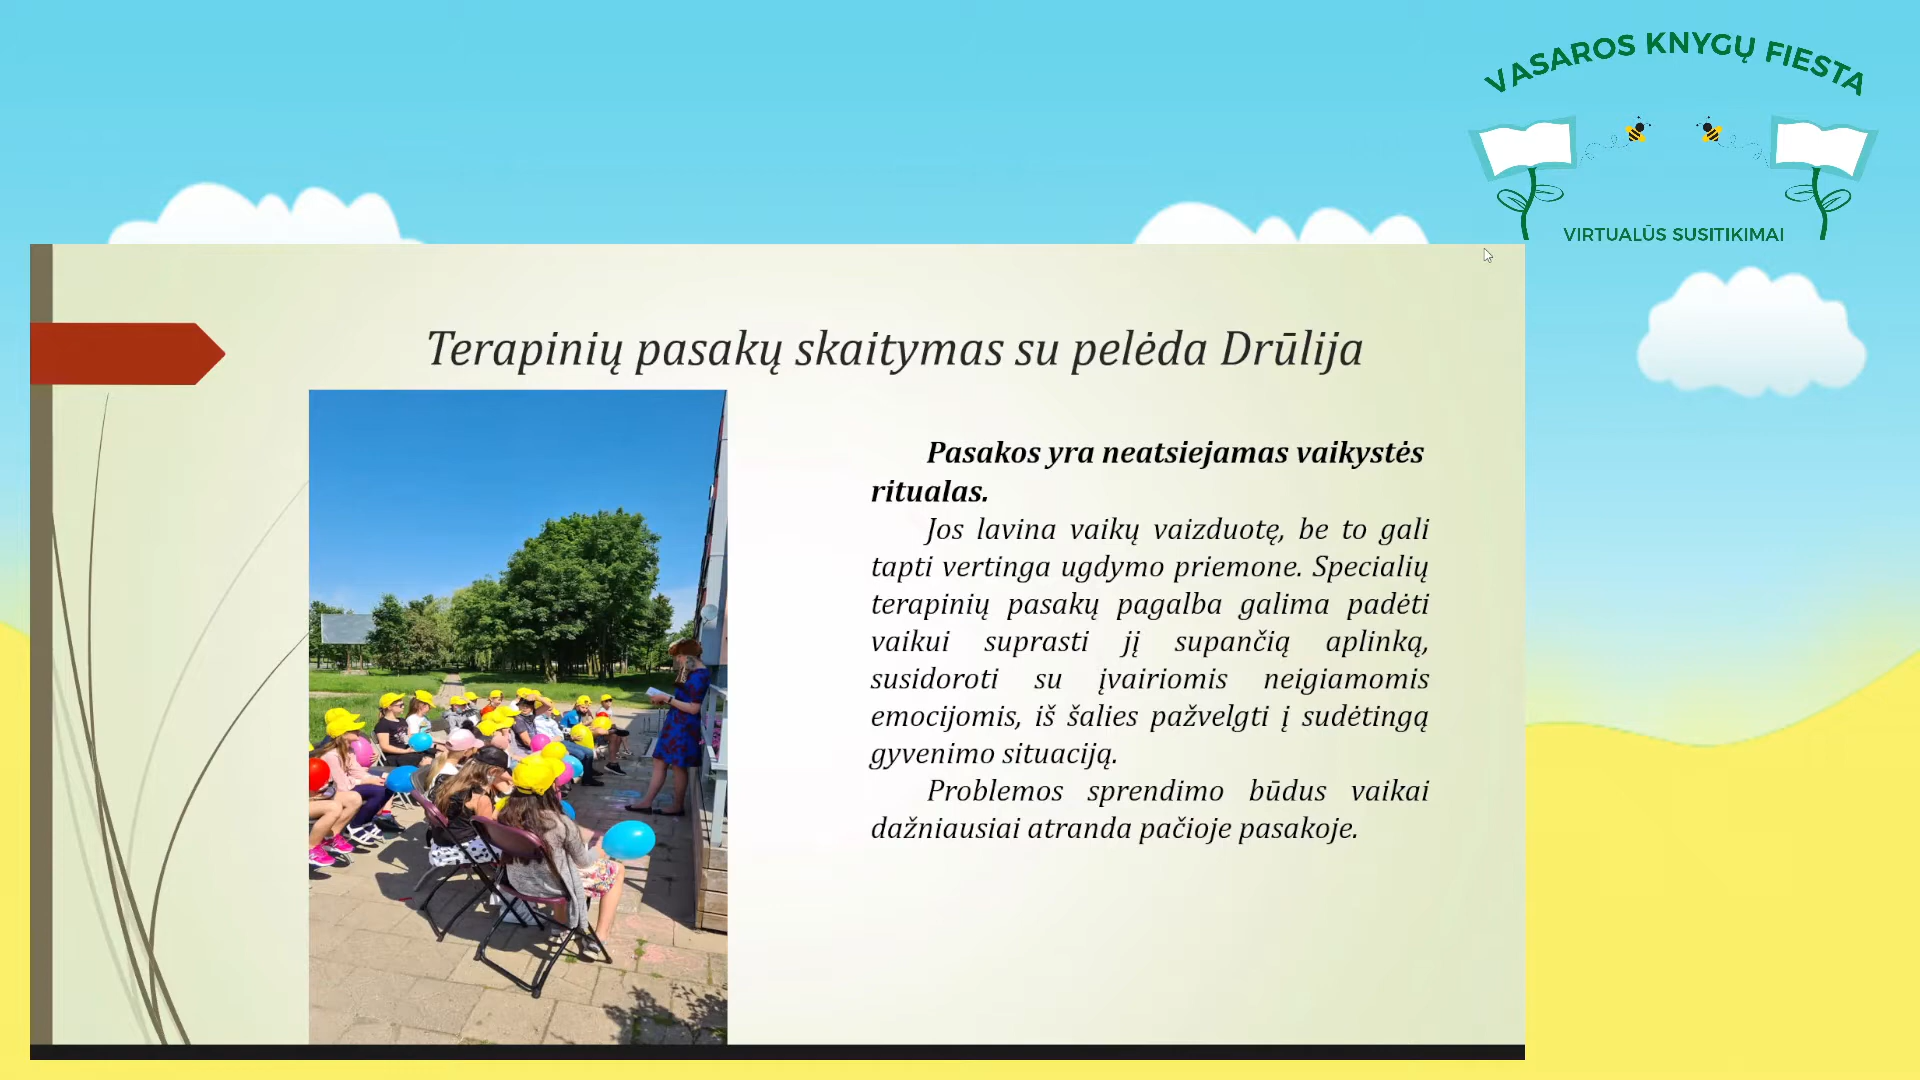 VASAROS KNYGŲ FIESTA
VIRTUALŪS SUSITIKIMAI
Terapinių pasakų skaitymas su pelėda Drūlija
Pasakos yra neatsiejamas vaikystės
ritualas.
Jos lavina vaikų vaizduotę, be to gali
tapti vertinga ugdymo priemone. Specialių
terapinių pasakų pagalba galima padėti
vaikui suprasti jį supančią aplinką,
susidoroti su įvairiomis neigiamomis
emocijomis, iš šalies pažvelgti į sudėtingą
gyvenimo situaciją.
Problemos sprendimo būdus vaikai
dažniausiai atranda pačioje pasakoje.